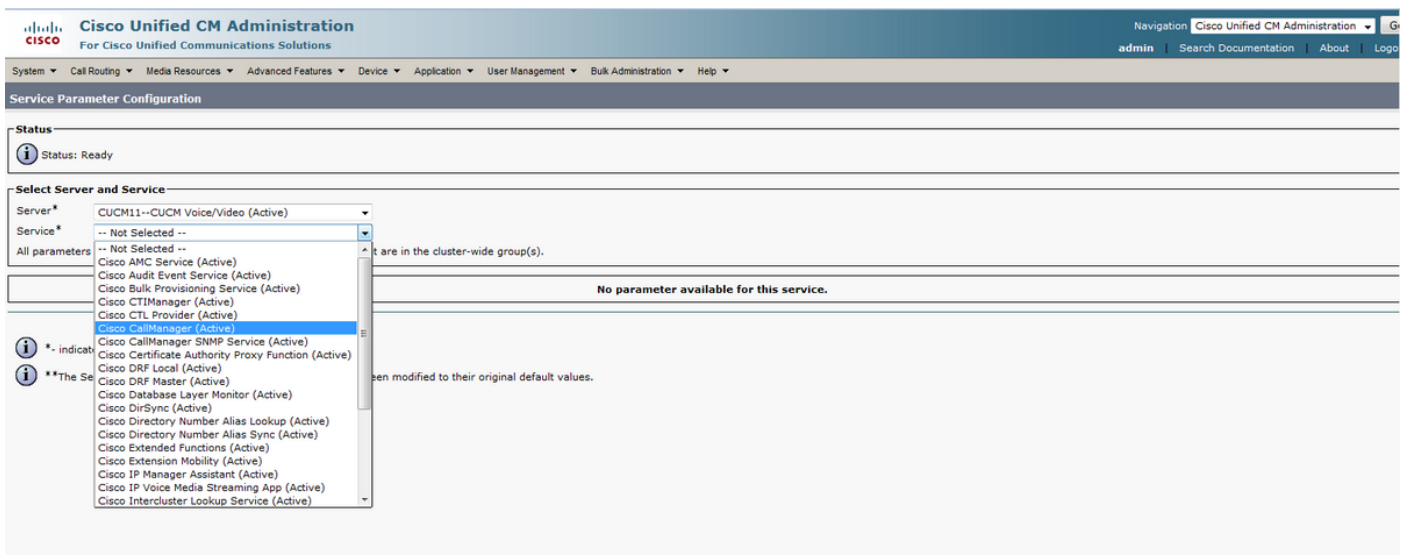 CISCO
Cisco Unified CM Administration
For Cisco Unified Communications Solutions
Navigation Cisco Unified CM Administration
admin | Search Documentation | About |
System Call Routing Media Resources Advanced Features Device Application User Management Bulk Administration Help
Service Parameter Configuration
Status
Status: Ready
Select Server and Service
Server* CUCM11--CUCM Voice/Video (Active)
Service* -- Not Selected --
All parameters t are in the cluster-wide group(s).
-- Not Selected --
Cisco AMC Service (Active)
Cisco Audit Event Service (Active)
Cisco Bulk Provisioning Service (Active)
Cisco CTIManager (Active)
Cisco CTL Provider (Active)
Cisco CallManager (Active)
Cisco CallManager SNMP Service (Active)
Cisco Certificate Authority Proxy Function (Active)
Cisco DRF Local (Active)
Cisco DRF Master (Active)
Cisco Database Layer Monitor (Active)
Cisco DirSync (Active)
Cisco Directory Number Alias Lookup (Active)
Cisco Directory Number Alias Sync (Active)
Cisco Extended Functions (Active)
Cisco Extension Mobility (Active)
Cisco IP Manager Assistant (Active)
Cisco IP Voice Media Streaming App (Active)
Cisco Intercluster Lookup Service (Active)
No parameter available for this service.
*- indicat
**The Se een modified to their original default values.